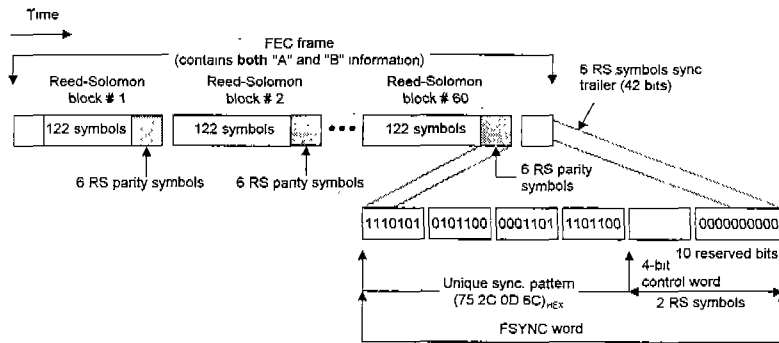 Time
FEC frame
(contains both "A" and "B" information)
Reed-Solomon
block # 1
Reed-Solomon
block # 2
Reed-Solomon
block # 60
6 RS symbols sync
trailer (42 bits)
122 symbols
122 symbols
122 symbols
6 RS parity symbols
6 RS parity symbols
6 RS parity
symbols
1110101
0101100
0001101
1101100
0000000000
10 reserved bits
4-bit
control word
Unique sync. pattern
(75 2C 0D 6C)HEX
2 RS symbols
FSYNC word